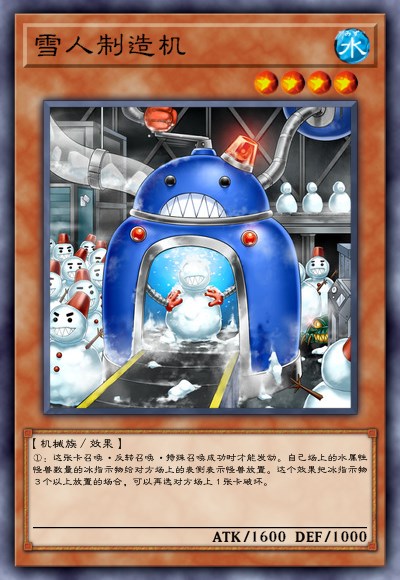 雪人制造机
水
【机械族/效果】
①：这张卡召唤·反转召唤·特殊召唤成功时才能发动。自己场上的水属性
怪兽数量的冰指示物给对方场上的表侧表示怪兽放置。这个效果把冰指示物
3个以上放置的场合，可以再选对方场上1张卡破坏。
ATK/1600 DEF/1000